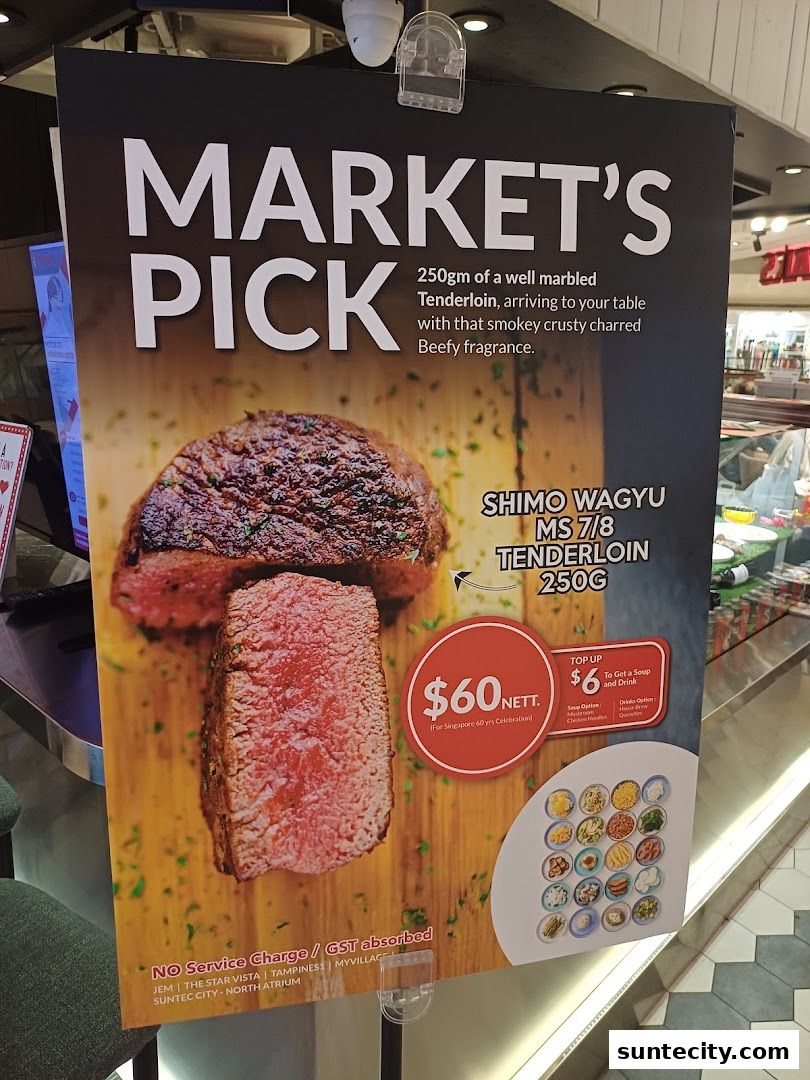 MARKET'S
PICK
250gm of a well marbled
Tenderloin, arriving to your table
with that smokey crusty charred
Beefy fragrance.
SHIMO WAGYU
MS 7/8
TENDERLOIN
250G
$60 NETT.
(For Singapore 60 yrs Celebration)
TOP UP
$6 To Get a Soup
and Drink
Soup Option :
Mushroom
Chicken Noodles
Drinks Option :
House Brew
Quencher
NO Service Charge / GST absorbed
JEM | THE STAR VISTA | TAMPINES1 | MYVILLAGE
SUNTEC CITY - NORTH ATRIUM
suntecity.com